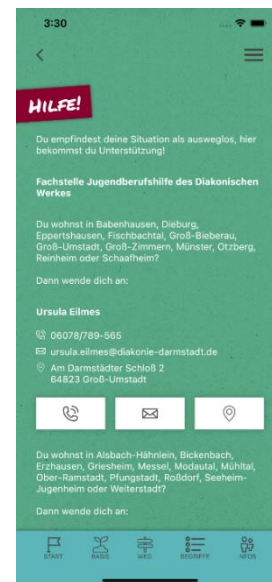 3:30
HILFE!
Du empfindest deine Situation als ausweglos, hier
bekommst du Unterstützung!
Fachstelle Jugendberufshilfe des Diakonischen
Werkes
Du wohnst in Babenhausen, Dieburg,
Eppertshausen, Fischbachtal, Groß-Bieberau,
Groß-Umstadt, Groß-Zimmern, Münster, Otzberg,
Reinheim oder Schaafheim?
Dann wende dich an:
Ursula Eilmes
06078/789-565
ursula.eilmes@diakonie-darmstadt.de
Am Darmstädter Schloß 2
64823 Groß-Umstadt
Du wohnst in Alsbach-Hähnlein, Bickenbach,
Erzhausen, Griesheim, Messel, Modautal, Mühltal,
Ober-Ramstadt, Pfungstadt, Roßdorf, Seeheim-
Jugenheim oder Weiterstadt?
Dann wende dich an:
START BASIS WEG BEGRIFFE INFOS